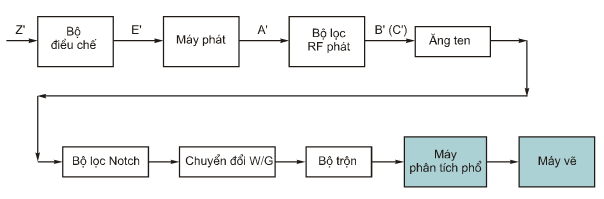 Z'
Bộ
điều chế
E'
Máy phát
A'
Bộ lọc
RF phát
B' (C')
Ăng ten
Bộ lọc Notch
Chuyển đổi W/G
Bộ trộn
Máy
phân tích phổ
Máy vẽ